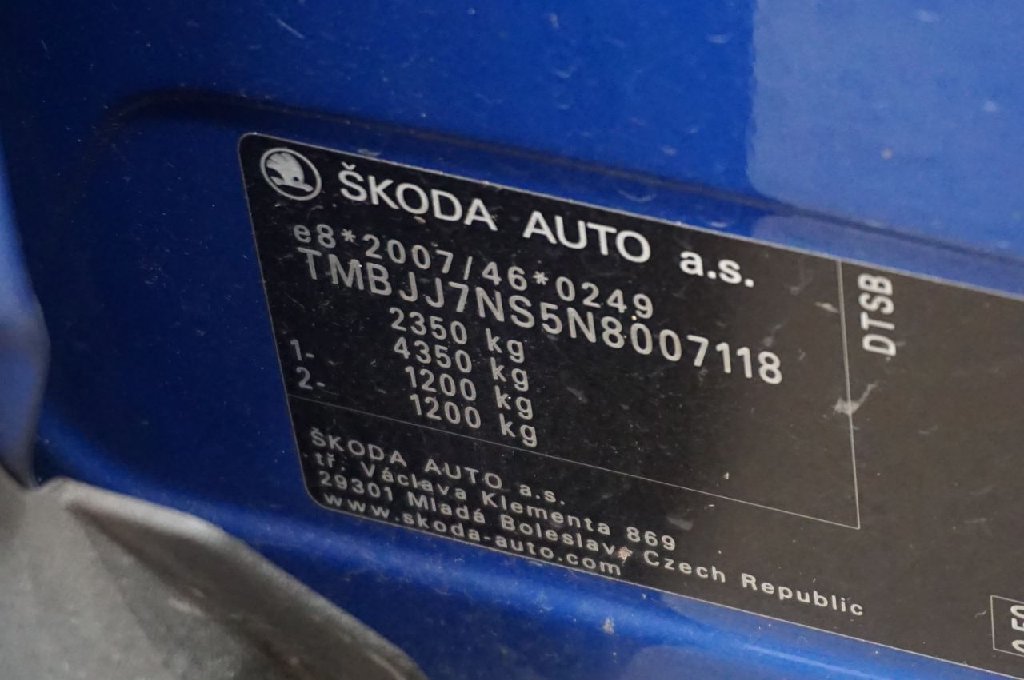 ŠKODA AUTO a.s.
e8*2007/46*0249
TMBJJ7NS5N8007118
2350 kg
4350 kg
1- 1200 kg
2- 1200 kg
DTSB
ŠKODA AUTO a.s.
tř. Václava Klementa 869
29301 Mladá Boleslav, Czech Republic
www.skoda-auto.com